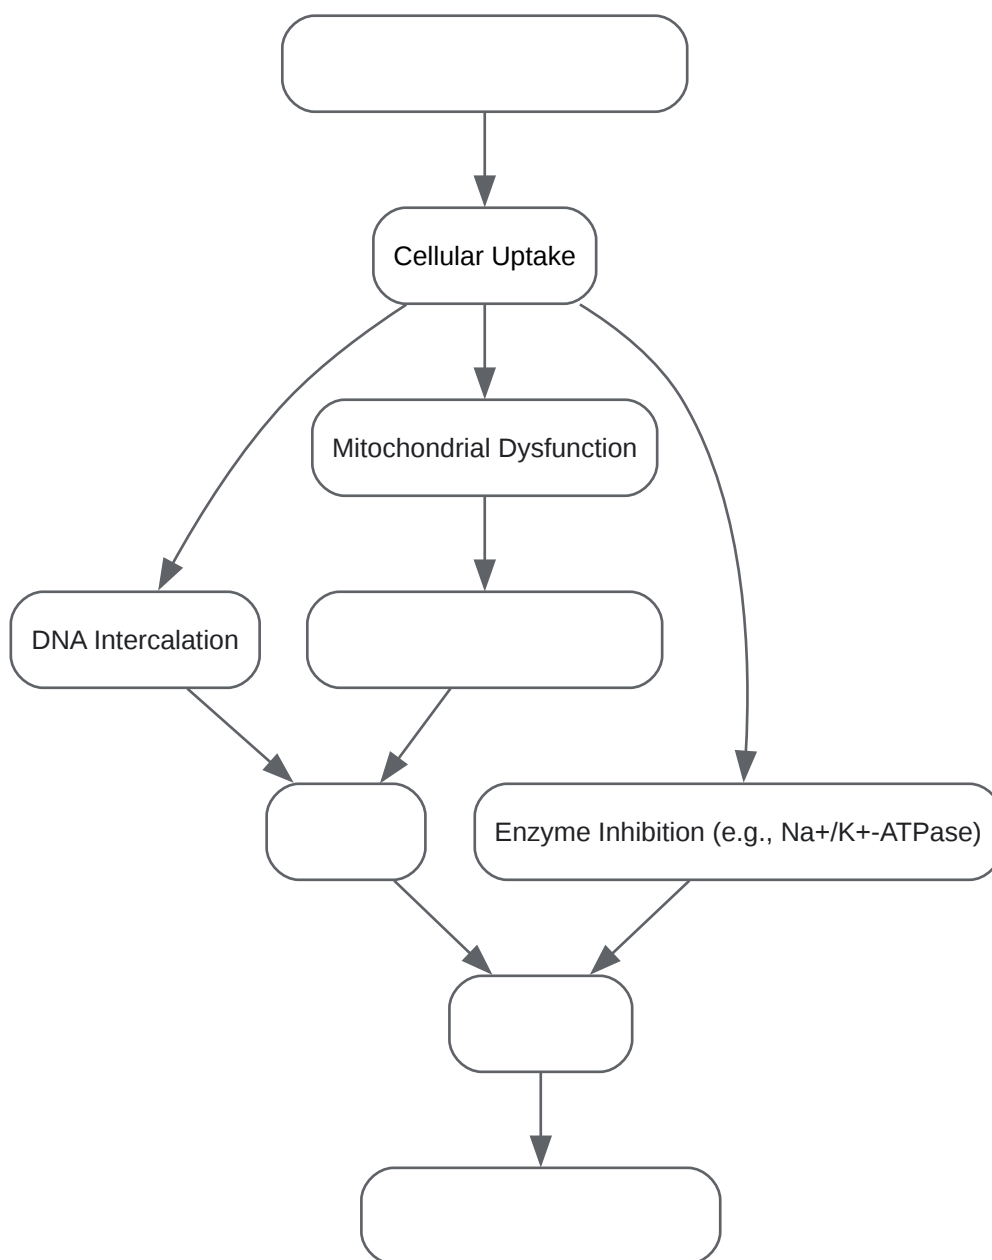 Cellular Uptake
Mitochondrial Dysfunction
DNA Intercalation
Enzyme Inhibition (e.g., Na+/K+-ATPase)